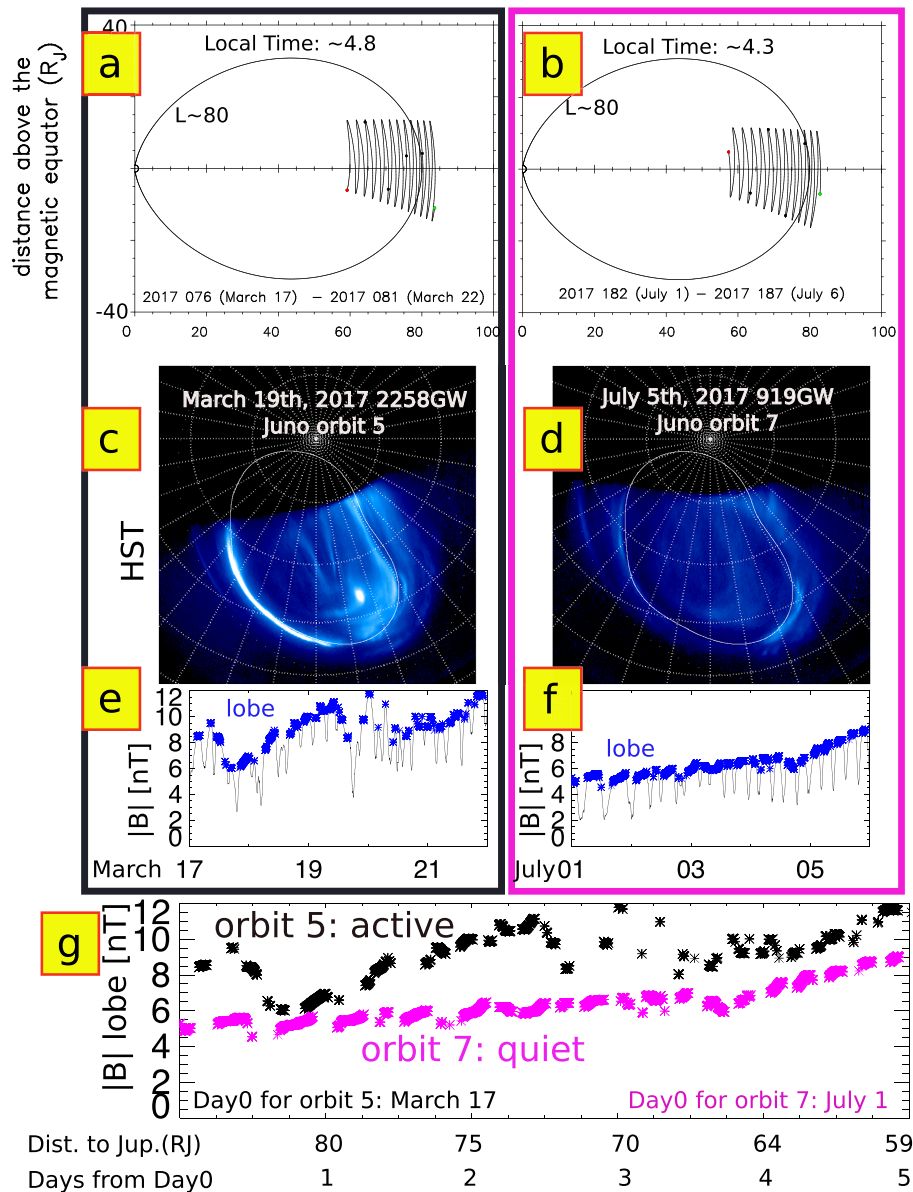 distance above the
magnetic equator (RJ)
40
-40
a
Local Time: ~4.8
L~80
2017 076 (March 17) — 2017 081 (March 22)
0 20 40 60 80 100
b
Local Time: ~4.3
L~80
2017 182 (July 1) — 2017 187 (July 6)
0 20 40 60 80 100
HST
c
March 19th, 2017 2258GW
Juno orbit 5
d
July 5th, 2017 919GW
Juno orbit 7
e
lobe
|B| [nT]
12
10
8
6
4
2
0
March 17 19 21
f
lobe
|B| [nT]
10
8
6
4
2
0
July 01 03 05
g
|B| lobe [nT]
12
10
8
6
4
2
0
orbit 5: active
orbit 7: quiet
Day0 for orbit 5: March 17
Day0 for orbit 7: July 1
Dist. to Jup.(RJ) 80 75 70 64 59
Days from Day0 1 2 3 4 5